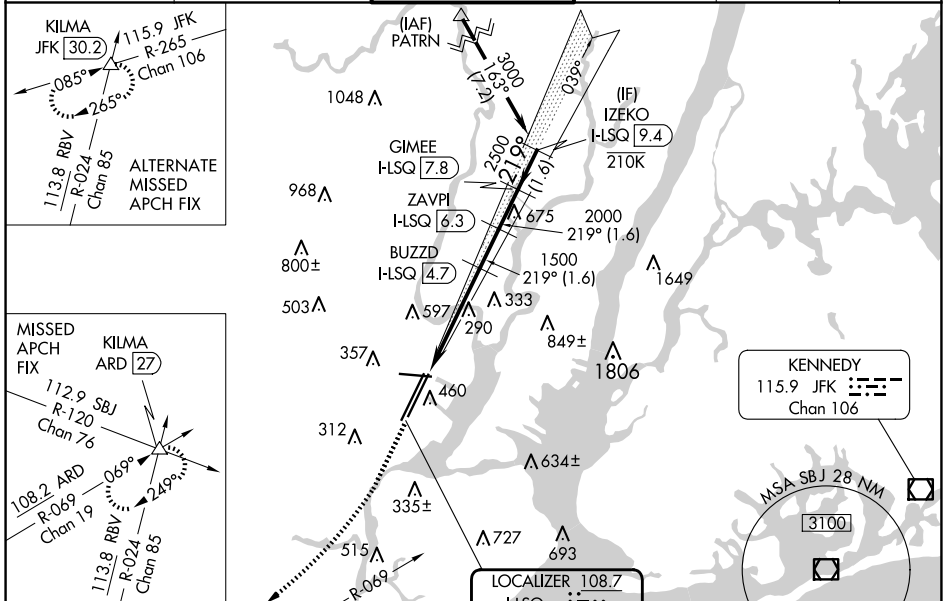 KILMA
JFK 30.2
115.9 JFK
R-265
Chan 106
085°
265°
113.8 RBV
R-024
Chan 85
ALTERNATE
MISSED
APCH FIX
(IAF)
PATRN
3000
163°
(7.2)
039°
(IF)
IZEKO
I-LSQ 9.4
210K
1048
GIMEE
I-LSQ 7.8
2500
219°
(1.6)
968
ZAVPI
I-LSQ 6.3
675
2000
219° (1.6)
BUZZD
I-LSQ 4.7
1500
219° (1.6)
800±
1649
503
597
333
290
849±
357
1806
460
312
634±
335±
727
693
515
R-069
MISSED
APCH
FIX
KILMA
ARD 27
112.9 SBJ
R-120
Chan 76
108.2 ARD
R-069
Chan 19
069°
249°
113.8 RBV
R-024
Chan 85
KENNEDY
115.9 JFK
Chan 106
MSA SBJ 28 NM
3100
LOCALIZER 108.7